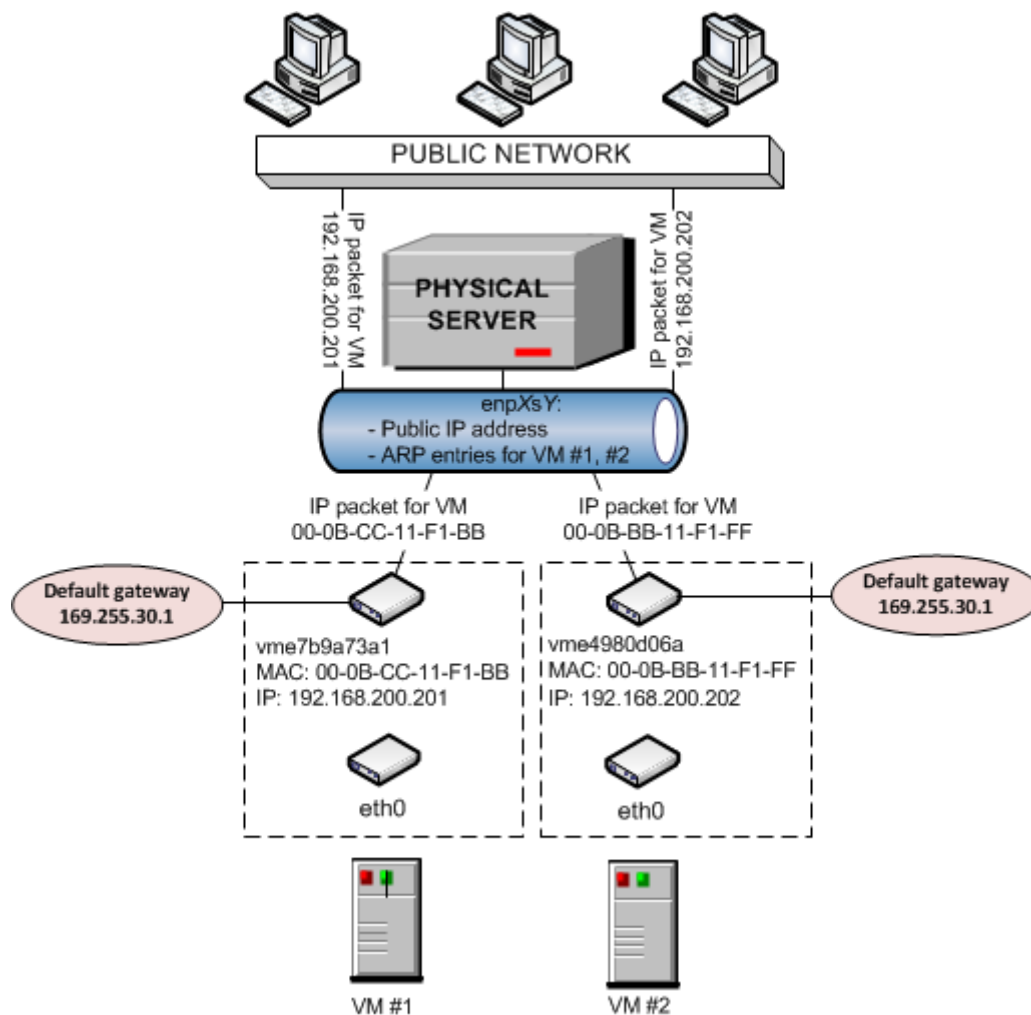 PUBLIC NETWORK
IP packet for VM
192.168.200.201
IP packet for VM
192.168.200.202
PHYSICAL
SERVER
enpXsY:
- Public IP address
- ARP entries for VM #1, #2
IP packet for VM
00-0B-CC-11-F1-BB
IP packet for VM
00-0B-BB-11-F1-FF
Default gateway
169.255.30.1
Default gateway
169.255.30.1
vme7b9a73a1
MAC: 00-0B-CC-11-F1-BB
IP: 192.168.200.201
vme4980d06a
MAC: 00-0B-BB-11-F1-FF
IP: 192.168.200.202
eth0
eth0
VM #1
VM #2